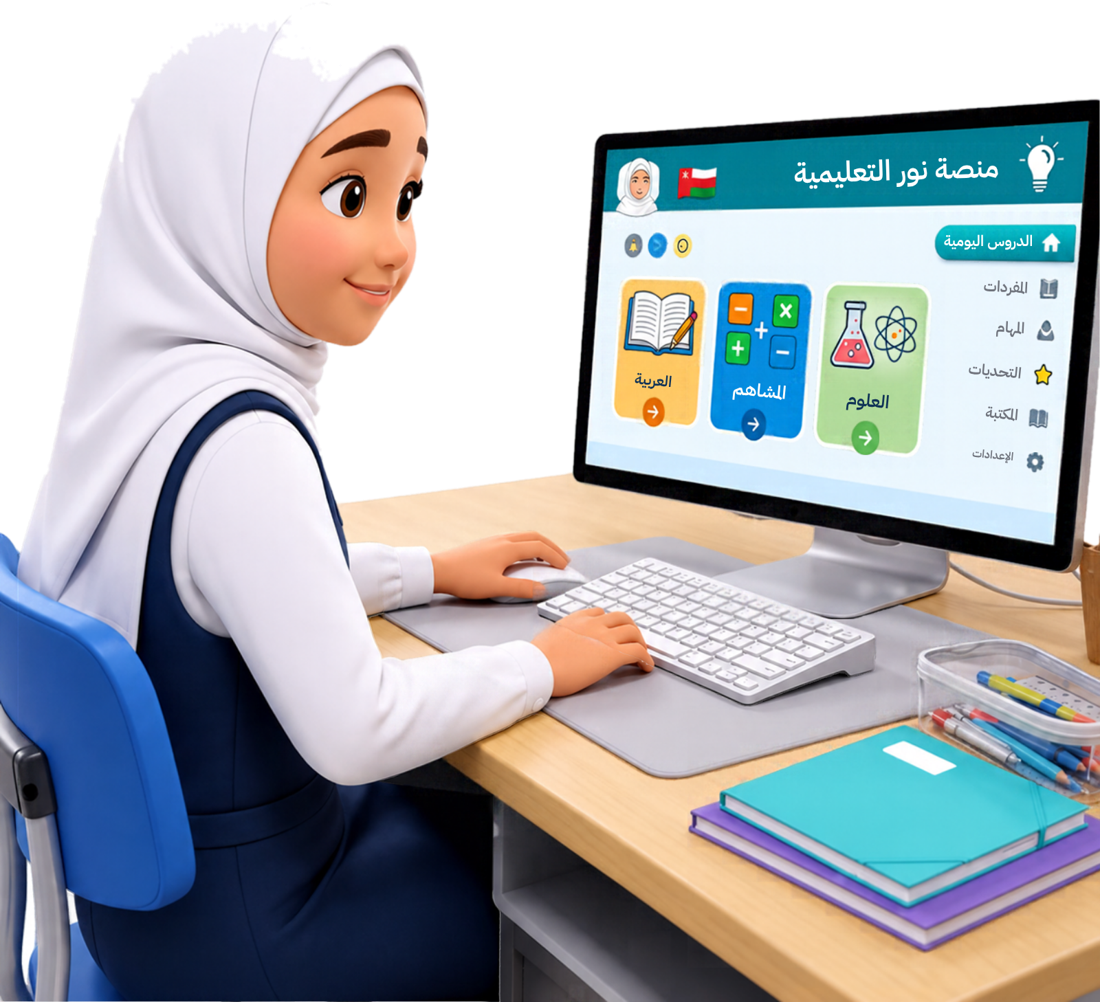 منصة نور التعليمية
الدروس اليومية
المفردات
المهام
التحديات
المكتبة
الإعدادات
العلوم
المشاهم
العربية